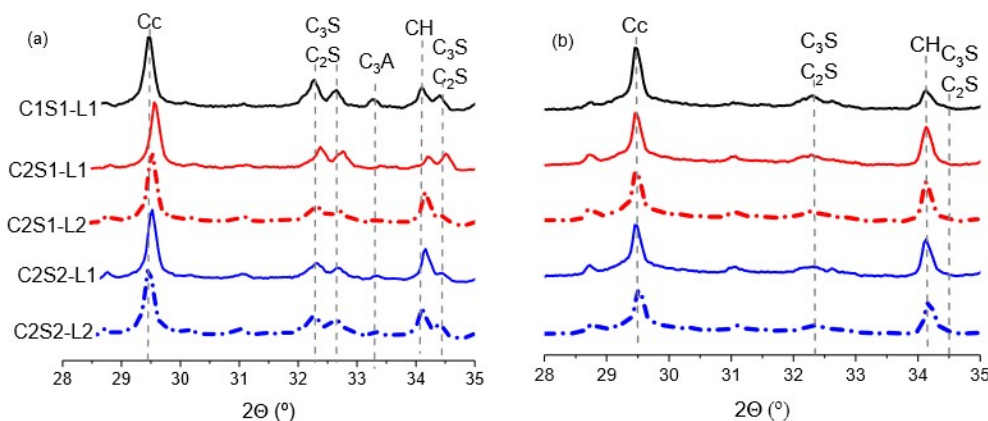 (a)
Cc
C₃S
C₂S
C₃A
CH
C₃S
C₂S
C1S1-L1
C2S1-L1
C2S1-L2
C2S2-L1
C2S2-L2
28 29 30 31 32 33 34 35
2Θ (º)
(b)
Cc
C₃S
C₂S
CH
C₃S
C₂S
28 29 30 31 32 33 34 35
2Θ (º)